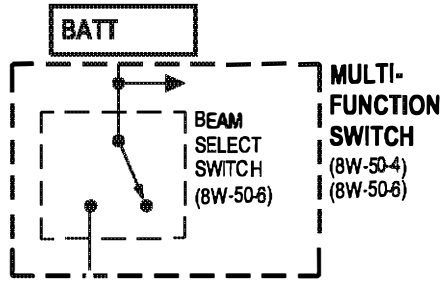 BATT
MULTI-
FUNCTION
SWITCH
(8W-50-4)
(8W-50-6)
BEAM
SELECT
SWITCH
(8W-50-6)